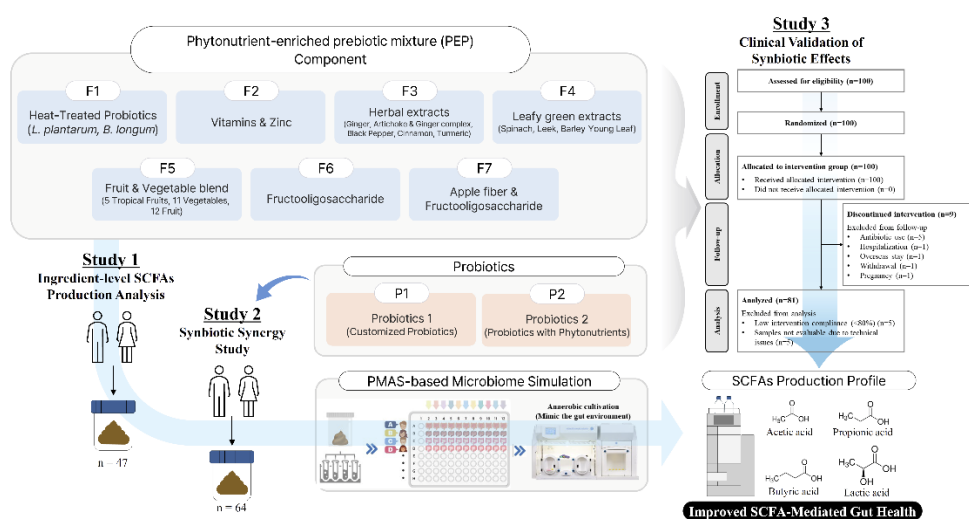 Phytonutrient-enriched prebiotic mixture (PEP)
Component
F1
Heat-Treated Probiotics
(L. plantarum, B. longum)
F2
Vitamins & Zinc
F3
Herbal extracts
(Ginger, Artichoke & Ginger complex,
Black Pepper, Cinnamon, Turmeric)
F4
Leafy green extracts
(Spinach, Leek, Barley Young Leaf)
F5
Fruit & Vegetable blend
(5 Tropical Fruits, 11 Vegetables,
12 Fruit)
F6
Fructooligosaccharide
F7
Apple fiber &
Fructooligosaccharide
Study 1
Ingredient-level SCFAs
Production Analysis
n = 47
Study 2
Synbiotic Synergy
Study
n = 64
Probiotics
P1
Probiotics 1
(Customized Probiotics)
P2
Probiotics 2
(Probiotics with Phytonutrients)
PMAS-based Microbiome Simulation
A
B
C
D
Anaerobic cultivation
(Mimic the gut environment)
Study 3
Clinical Validation of
Synbiotic Effects
Enrollment
Assessed for eligibility (n=100)
Randomized (n=100)
Allocation
Allocated to intervention group (n=100)
• Received allocated intervention (n=100)
• Did not receive allocated intervention (n=0)
Follow-up
Discontinued intervention (n=9)
Excluded from follow-up
• Antibiotic use (n=5)
• Hospitalization (n=1)
• Overseas stay (n=1)
• Withdrawal (n=1)
• Pregnancy (n=1)
Analysis
Analyzed (n=81)
Excluded from analysis
• Low intervention compliance (<80%) (n=5)
• Samples not evaluable due to technical
issues (n=5)
SCFAs Production Profile
H₃C
O
OH
Acetic acid
H₃C
O
OH
Propionic acid
H₃C
O
OH
Butyric acid
H₃C
O
OH
OH
Lactic acid
Improved SCFA-Mediated Gut Health